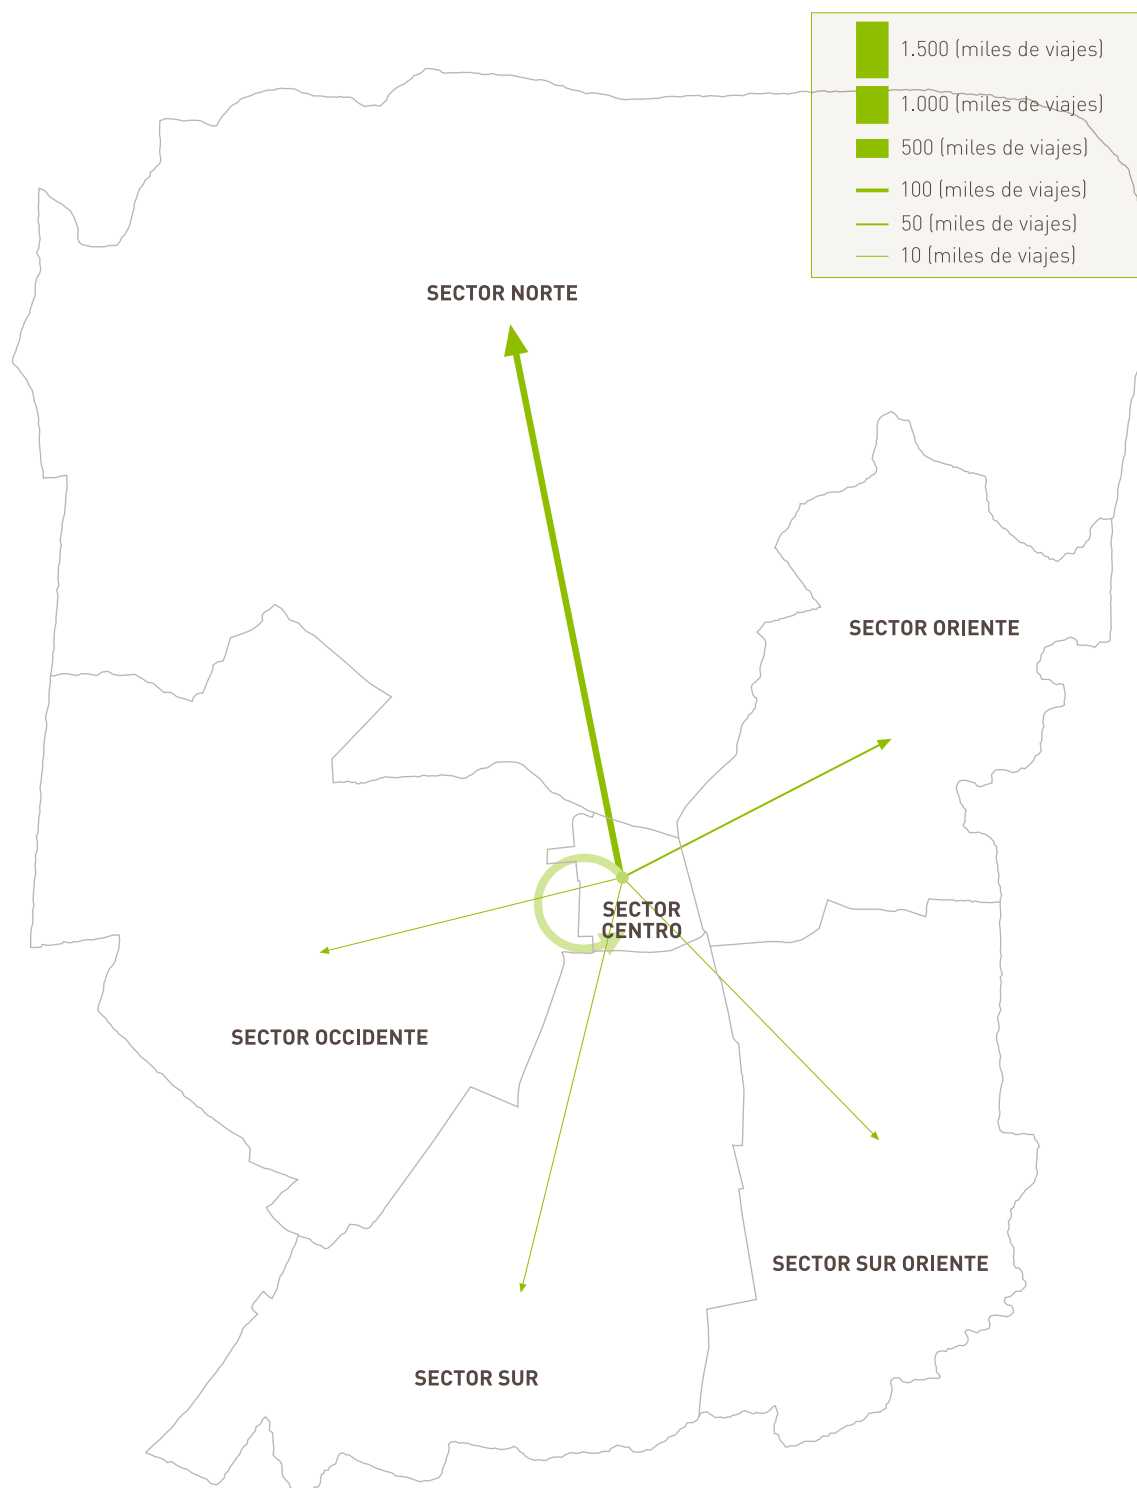 1.500 (miles de viajes)
1.000 (miles de viajes)
500 (miles de viajes)
100 (miles de viajes)
50 (miles de viajes)
10 (miles de viajes)
SECTOR NORTE
SECTOR ORIENTE
SECTOR
CENTRO
SECTOR OCCIDENTE
SECTOR SUR ORIENTE
SECTOR SUR